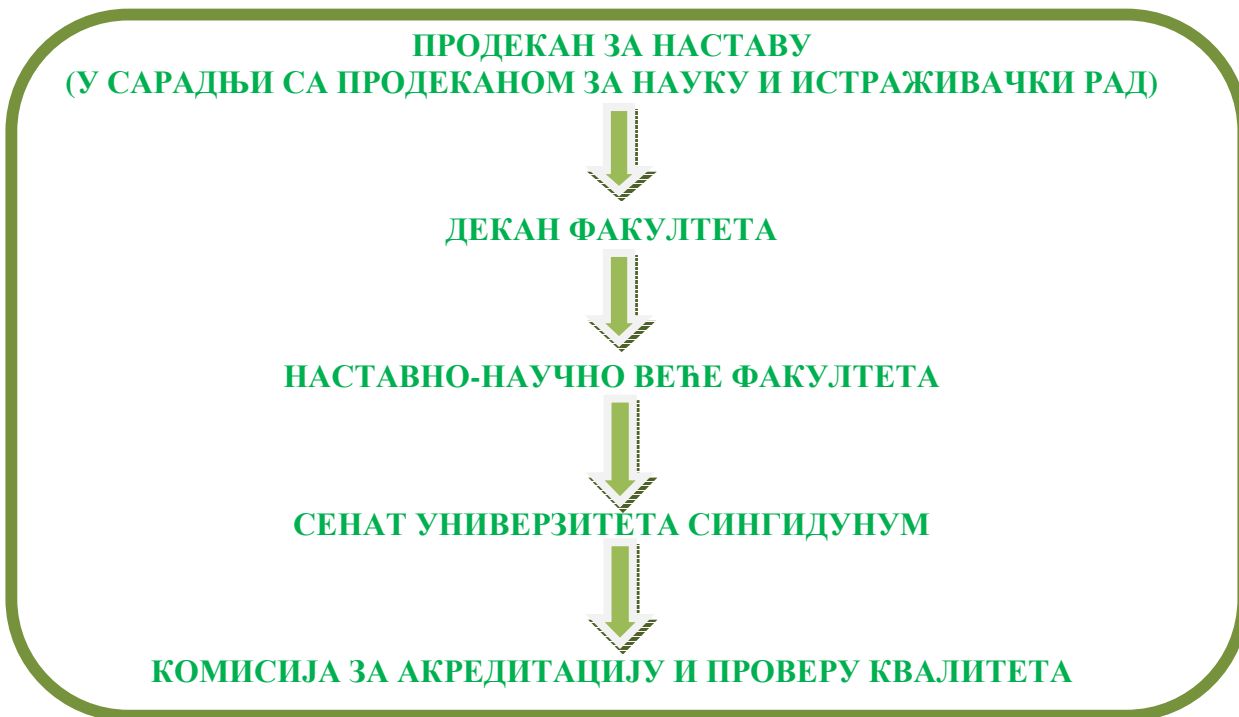 ПРОДЕКАН ЗА НАСТАВУ
(У САРАДЊИ СА ПРОДЕКАНОМ ЗА НАУКУ И ИСТРАЖИВАЧКИ РАД)
ДЕКАН ФАКУЛТЕТА
НАСТАВНО-НАУЧНО ВЕЋЕ ФАКУЛТЕТА
СЕНАТ УНИВЕРЗИТЕТА СИНГИДУНУМ
КОМИСИЈА ЗА АКРЕДИТАЦИЈУ И ПРОВЕРУ КВАЛИТЕТА